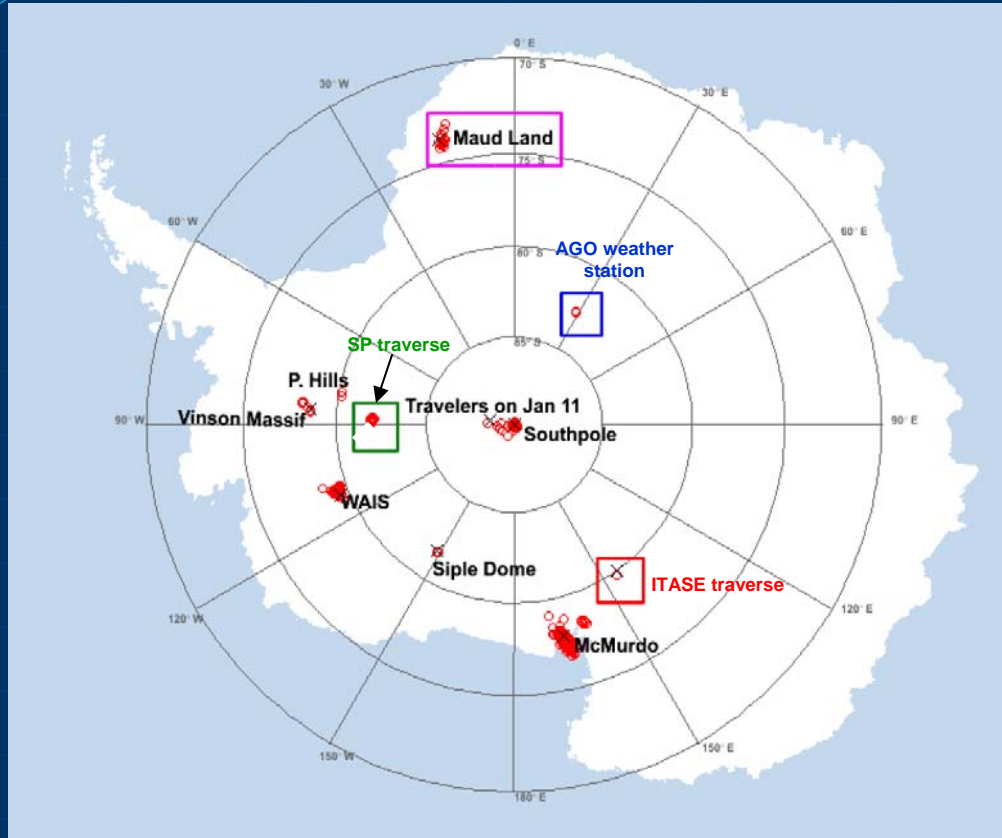 0° E
70° S
30° W
30° E
Maud Land
75° S
60° W
60° E
AGO weather
station
80° S
85° S
SP traverse
P. Hills
Travelers on Jan 11
Vinson Massif
90° W
90° E
Southpole
WAIS
Siple Dome
ITASE traverse
120° W
120° E
McMurdo
150° W
150° E
180° E